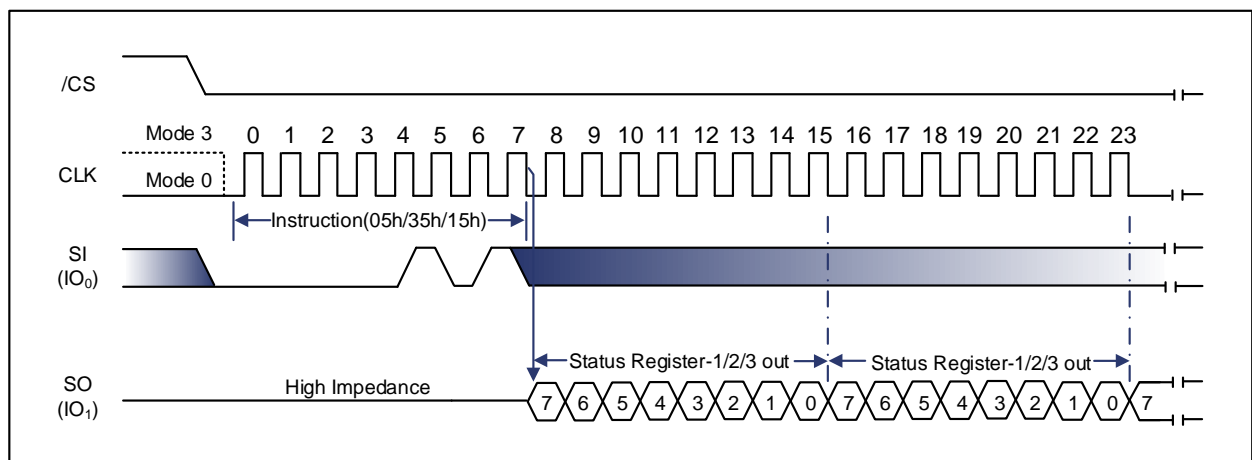 /CS
Mode 3
0 1 2 3 4 5 6 7 8 9 10 11 12 13 14 15 16 17 18 19 20 21 22 23
CLK
Mode 0
Instruction(05h/35h/15h)
SI
(IO₀)
Status Register-1/2/3 out Status Register-1/2/3 out
SO
(IO₁)
High Impedance
7 6 5 4 3 2 1 0 7 6 5 4 3 2 1 0 7